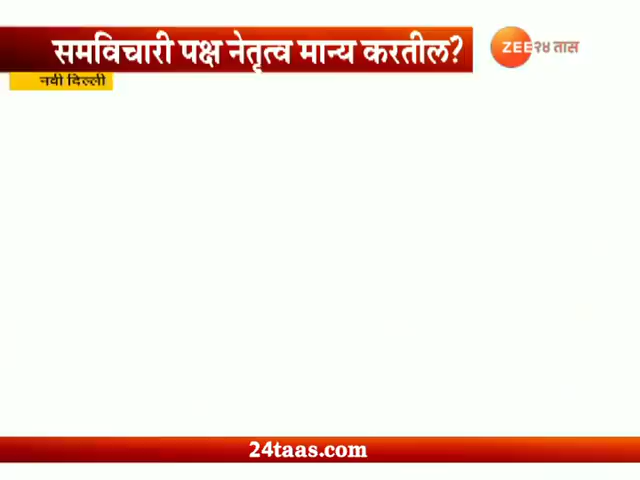 समविचारी पक्ष नेतृत्व मान्य करतील?
ZEE २४ तास
नवी दिल्ली
24taas.com